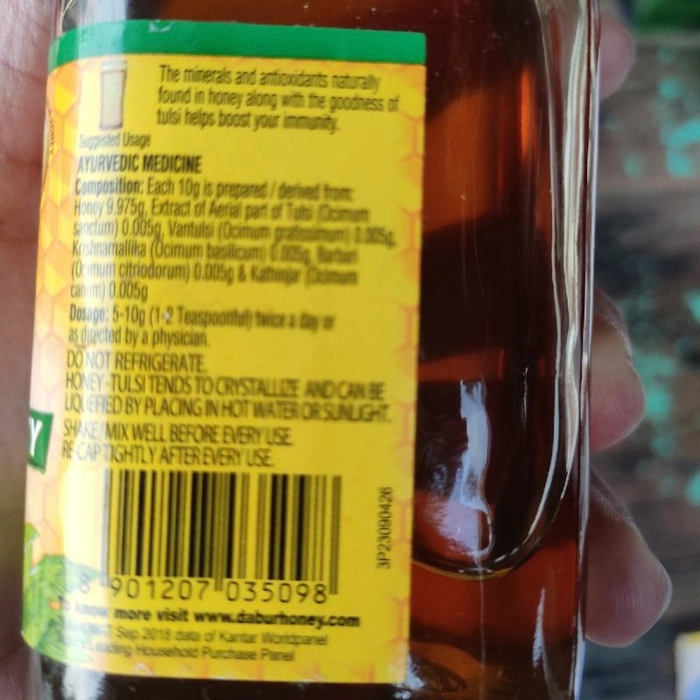 The minerals and antioxidants naturally
found in honey along with the goodness of
tulsi helps boost your immunity.
Suggested Usage
AYURVEDIC MEDICINE
Composition: Each 10g is prepared / derived from:
Honey 9.975g, Extract of Aerial part of Tulsi (Ocimum
sanctum) 0.005g, Vantulsi (Ocimum gratissimum) 0.005g,
Krishnamallika (Ocimum basilicum) 0.005g, Barbari
(Ocimum citriodorum) 0.005g & Kathinjar (Ocimum
canum) 0.005g
Dosage: 5-10g (1-2 Teaspoonful) twice a day or
as directed by a physician.
DO NOT REFRIGERATE.
HONEY-TULSI TENDS TO CRYSTALLIZE AND CAN BE
LIQUEFIED BY PLACING IN HOT WATER OR SUNLIGHT.
SHAKE/MIX WELL BEFORE EVERY USE.
RE-CAP TIGHTLY AFTER EVERY USE.
Y
3P23090426
8 901207 035098
To know more visit www.daburhoney.com
Sep 2018 data of Kantar Worldpanel
Leading Household Purchase Panel